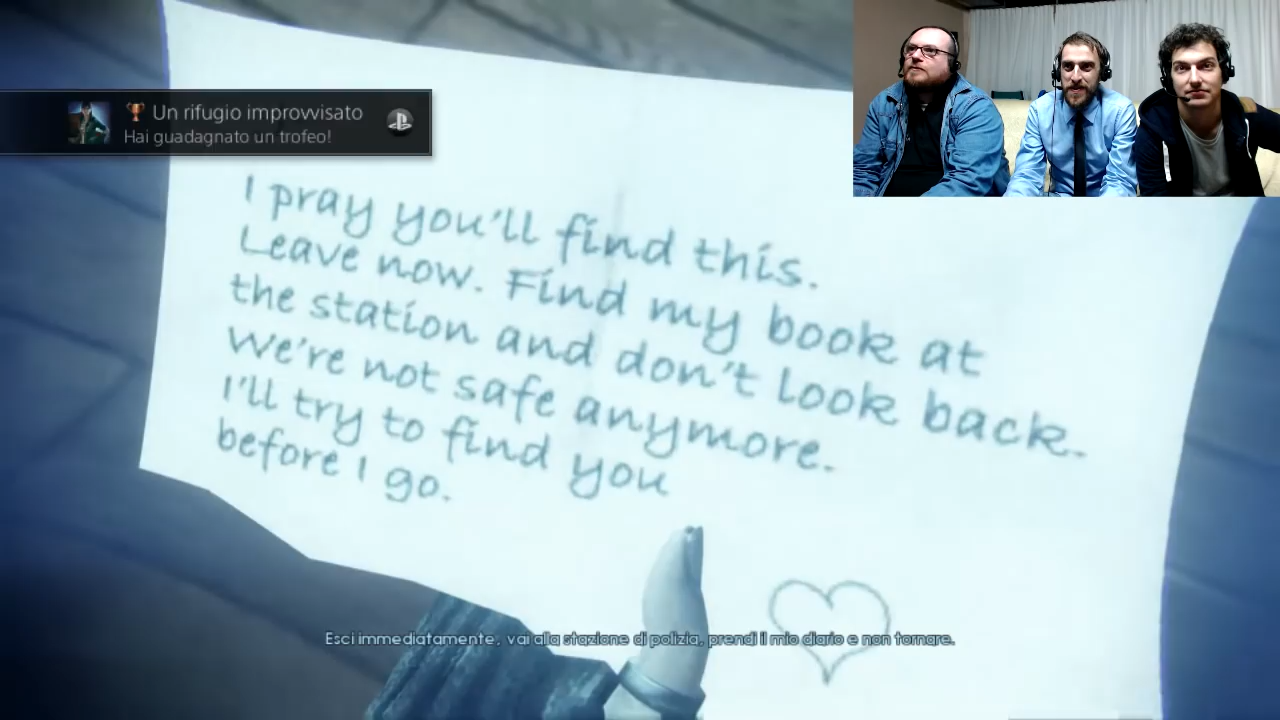 Un rifugio improvvisato
Hai guadagnato un trofeo!
I pray you'll find this.
Leave now. Find my book at
the station and don't look back.
We're not safe anymore.
I'll try to find you
before I go.
Esci immediatamente, vai alla stazione di polizia, prendi il mio diario e non tornare.